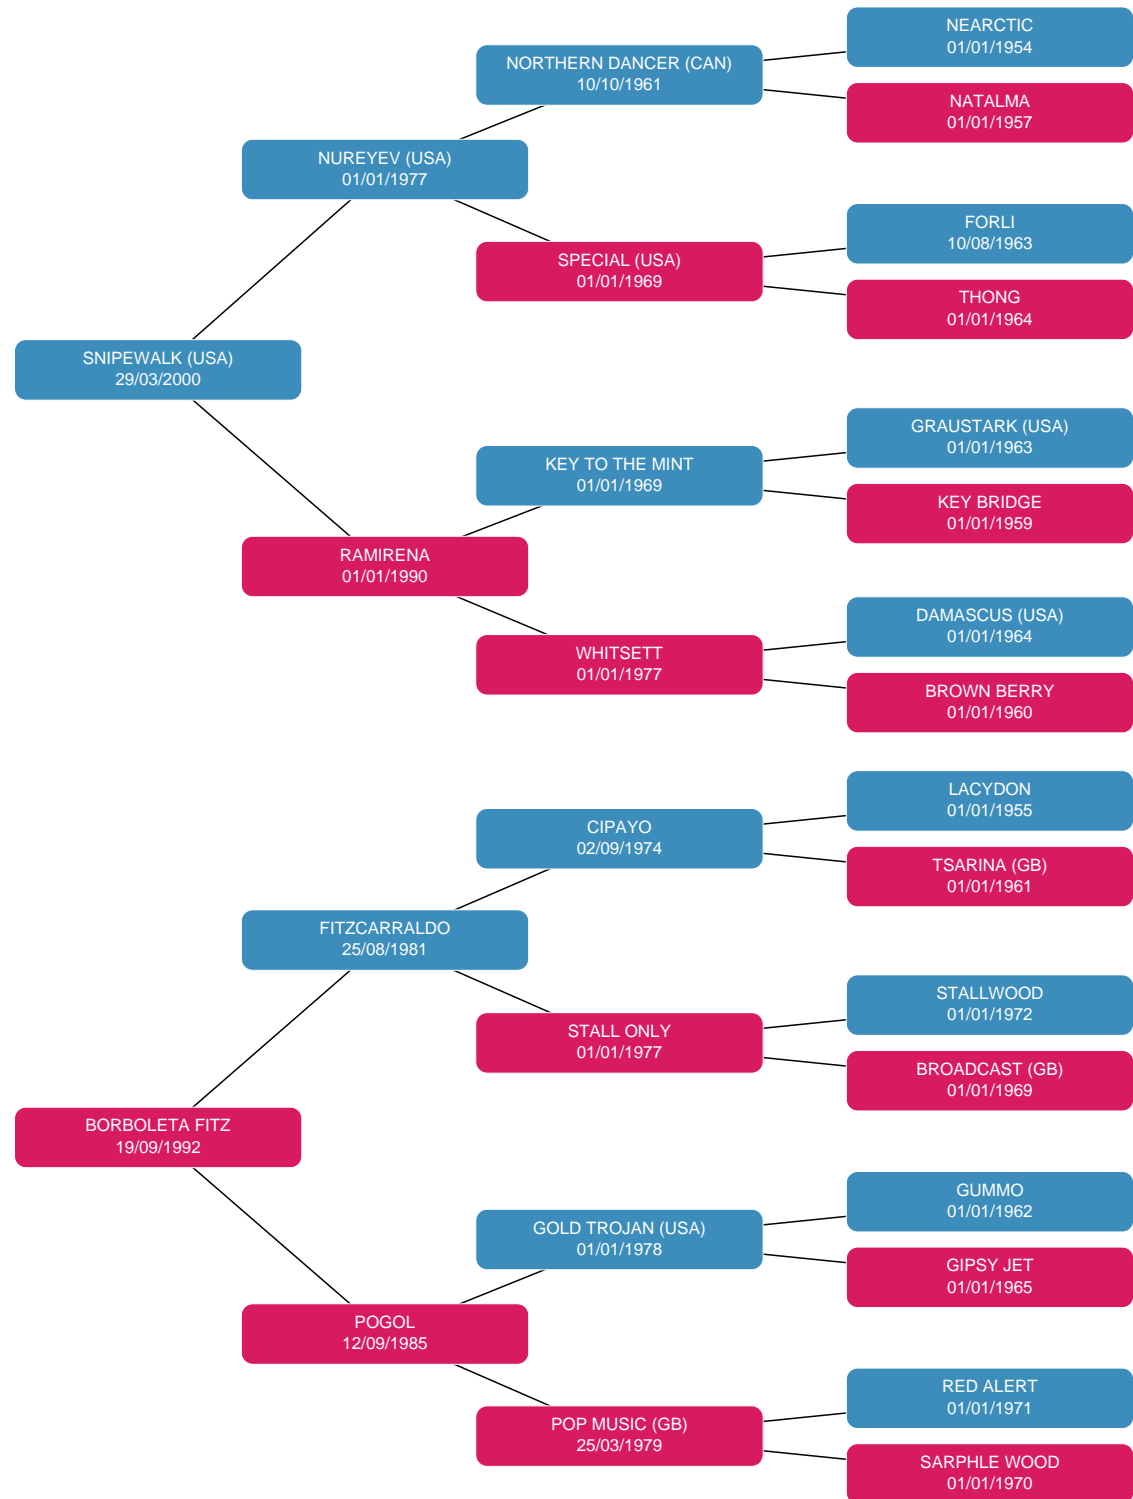 NEARCTIC
01/01/1954
NORTHERN DANCER (CAN)
10/10/1961
NATALMA
01/01/1957
NUREYEV (USA)
01/01/1977
FORLI
10/08/1963
SPECIAL (USA)
01/01/1969
THONG
01/01/1964
SNIPEWALK (USA)
29/03/2000
GRAUSTARK (USA)
01/01/1963
KEY TO THE MINT
01/01/1969
KEY BRIDGE
01/01/1959
RAMIRENA
01/01/1990
DAMASCUS (USA)
01/01/1964
WHITSETT
01/01/1977
BROWN BERRY
01/01/1960
LACYDON
01/01/1955
CIPAYO
02/09/1974
TSARINA (GB)
01/01/1961
FITZCARRALDO
25/08/1981
STALLWOOD
01/01/1972
STALL ONLY
01/01/1977
BROADCAST (GB)
01/01/1969
BORBOLETA FITZ
19/09/1992
GUMMO
01/01/1962
GOLD TROJAN (USA)
01/01/1978
GIPSY JET
01/01/1965
POGOL
12/09/1985
RED ALERT
01/01/1971
POP MUSIC (GB)
25/03/1979
SARPHLE WOOD
01/01/1970